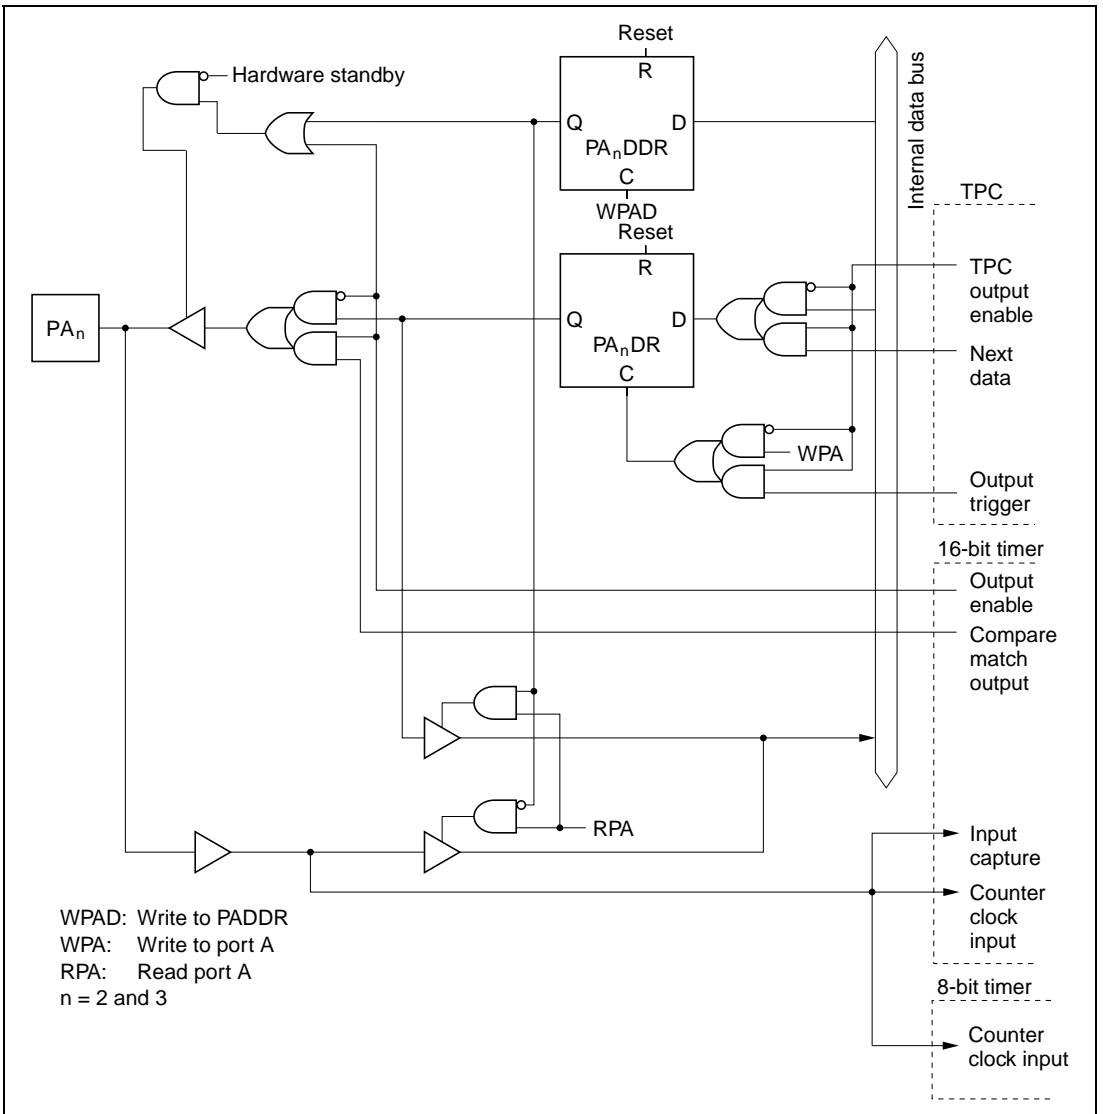 Reset
Hardware standby
R
Q
D
PAnDDR
C
WPAD
Internal data bus
TPC
Reset
R
Q
D
PAnDR
C
PAn
TPC
output
enable
Next
data
WPA
Output
trigger
16-bit timer
Output
enable
Compare
match
output
RPA
Input
capture
Counter
clock
input
8-bit timer
Counter
clock input
WPAD: Write to PADDR
WPA: Write to port A
RPA: Read port A
n = 2 and 3